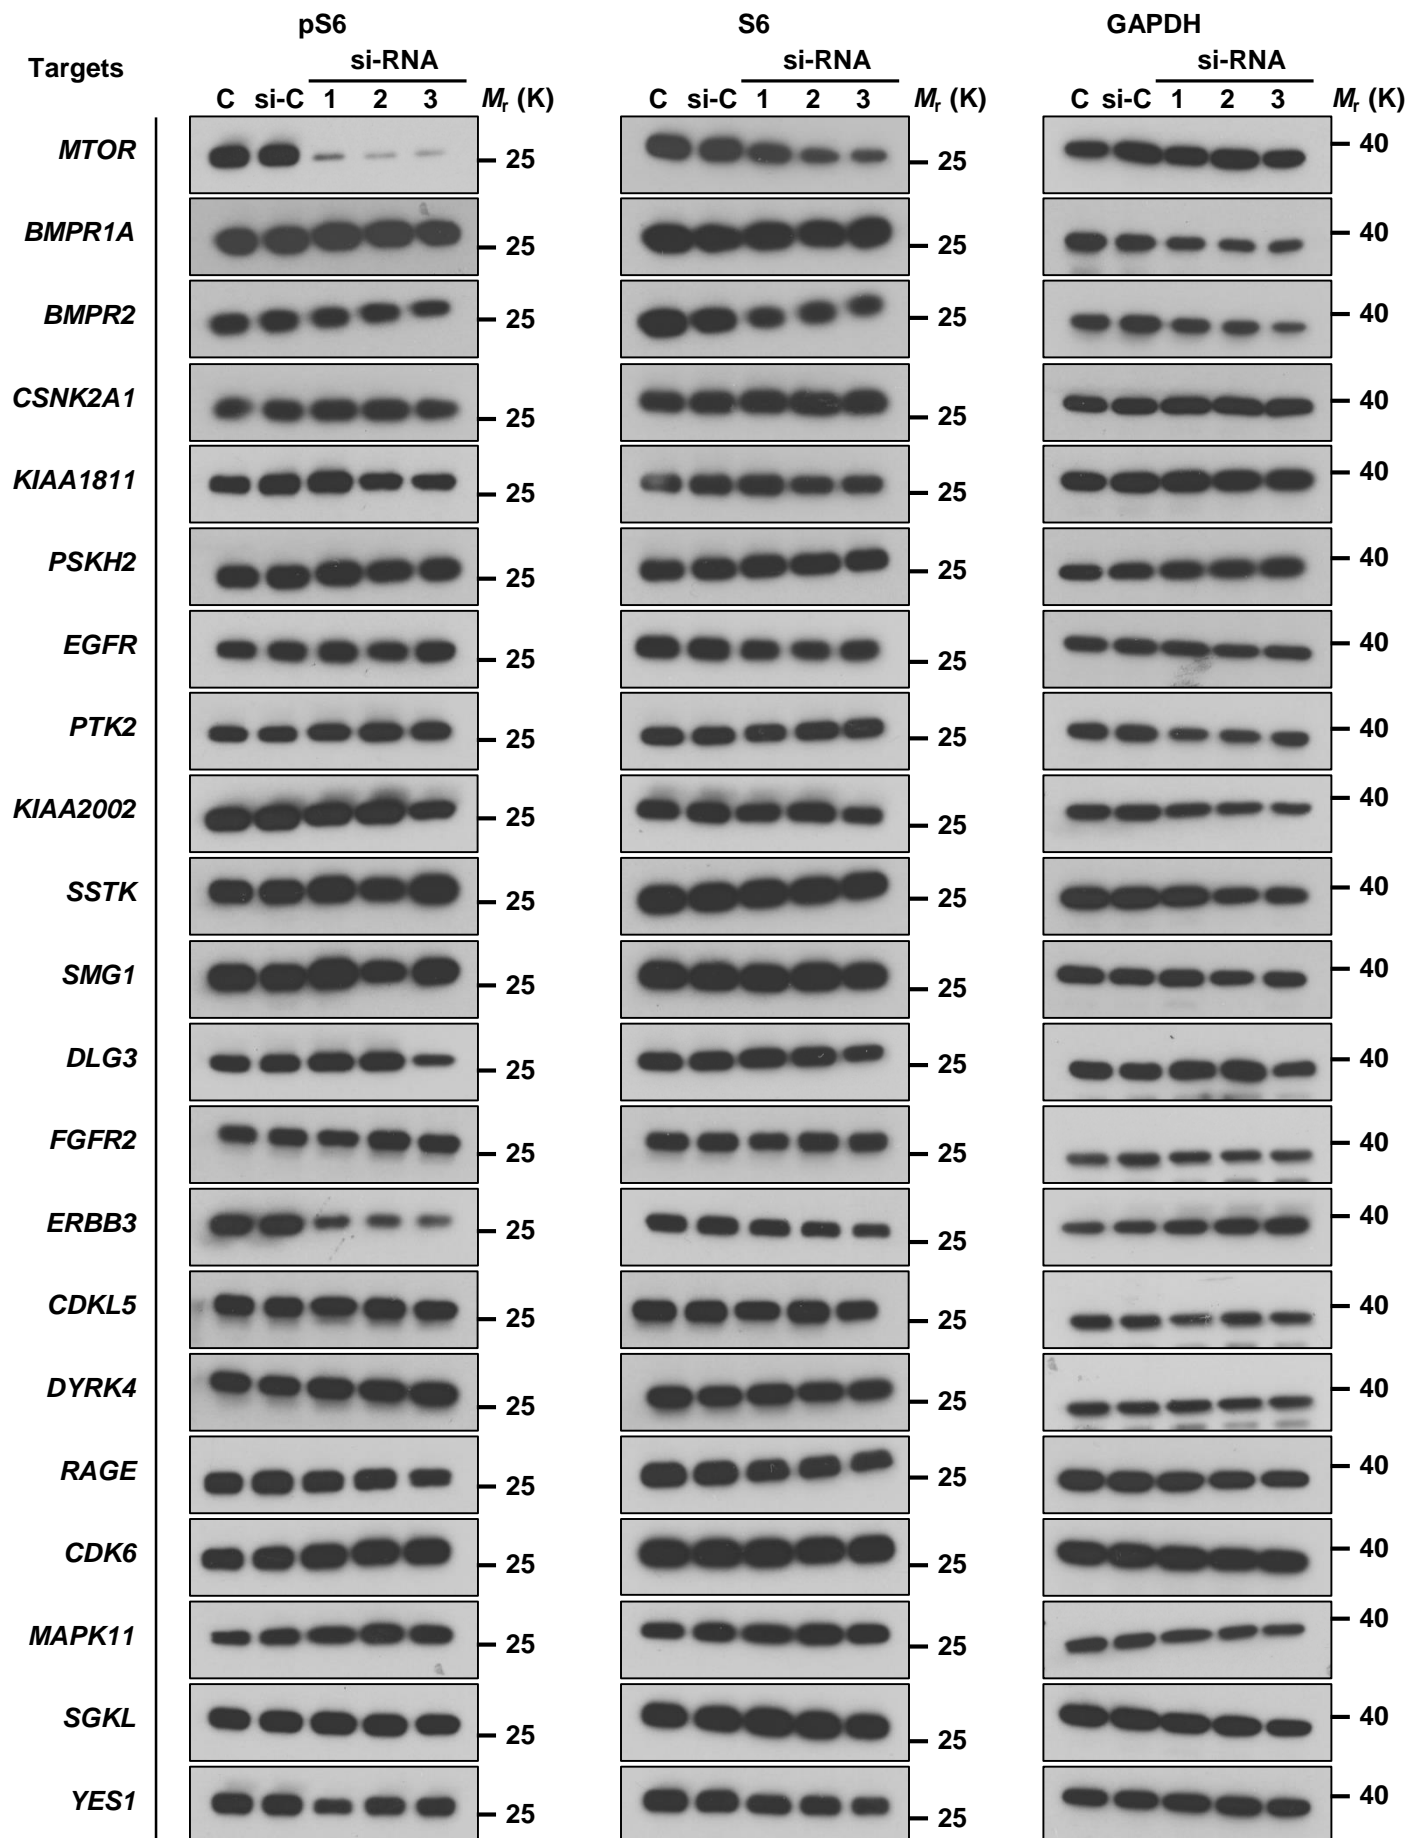 pS6 S6 GAPDH
Targets si-RNA si-RNA si-RNA
C si-C 1 2 3 Mr (K) C si-C 1 2 3 Mr (K) C si-C 1 2 3 Mr (K)
MTOR 25 25 40
BMPR1A 25 25 40
BMPR2 25 25 40
CSNK2A1 25 25 40
KIAA1811 25 25 40
PSKH2 25 25 40
EGFR 25 25 40
PTK2 25 25 40
KIAA2002 25 25 40
SSTK 25 25 40
SMG1 25 25 40
DLG3 25 25 40
FGFR2 25 25 40
ERBB3 25 25 40
CDKL5 25 25 40
DYRK4 25 25 40
RAGE 25 25 40
CDK6 25 25 40
MAPK11 25 25 40
SGKL 25 25 40
YES1 25 25 40